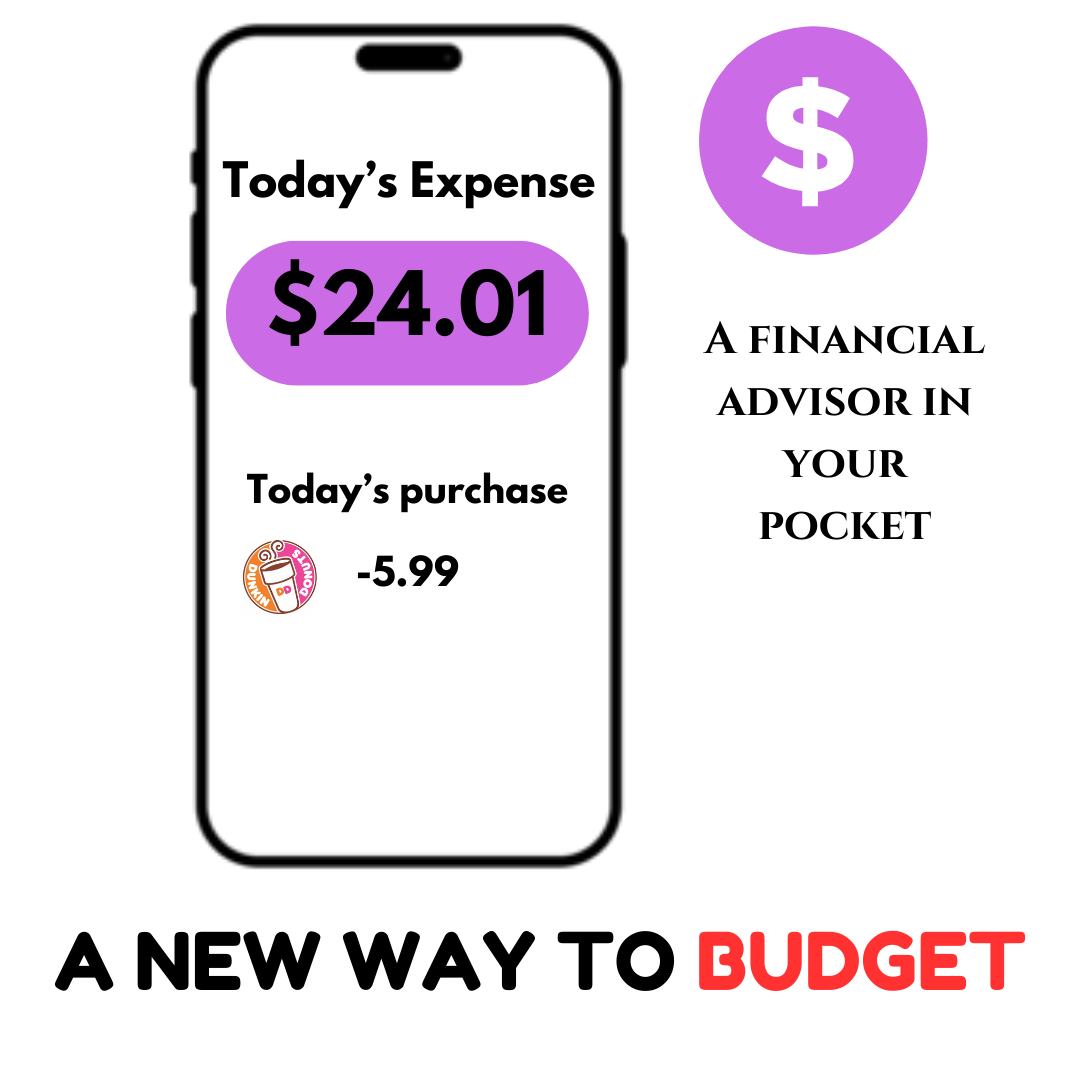 Today’s Expense
$24.01
Today’s purchase
DUNKIN' DONUTS
DD
-5.99
$
A FINANCIAL
ADVISOR IN
YOUR
POCKET
A NEW WAY TO BUDGET